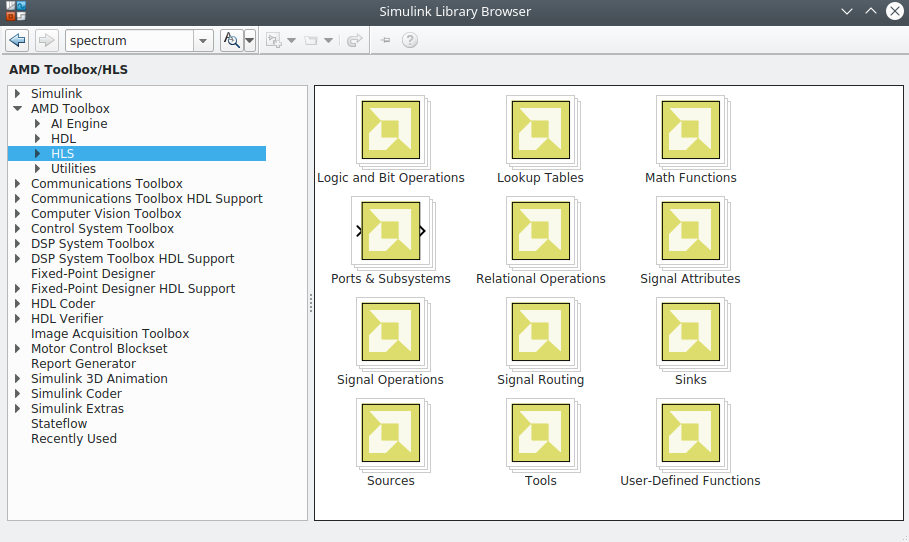 Simulink Library Browser
spectrum
AMD Toolbox/HLS
Simulink
AMD Toolbox
AI Engine
HDL
HLS
Utilities
Communications Toolbox
Communications Toolbox HDL Support
Computer Vision Toolbox
Control System Toolbox
DSP System Toolbox
DSP System Toolbox HDL Support
Fixed-Point Designer
Fixed-Point Designer HDL Support
HDL Coder
HDL Verifier
Image Acquisition Toolbox
Motor Control Blockset
Report Generator
Simulink 3D Animation
Simulink Coder
Simulink Extras
Stateflow
Recently Used
Logic and Bit Operations
Lookup Tables
Math Functions
Ports & Subsystems
Relational Operations
Signal Attributes
Signal Operations
Signal Routing
Sinks
Sources
Tools
User-Defined Functions